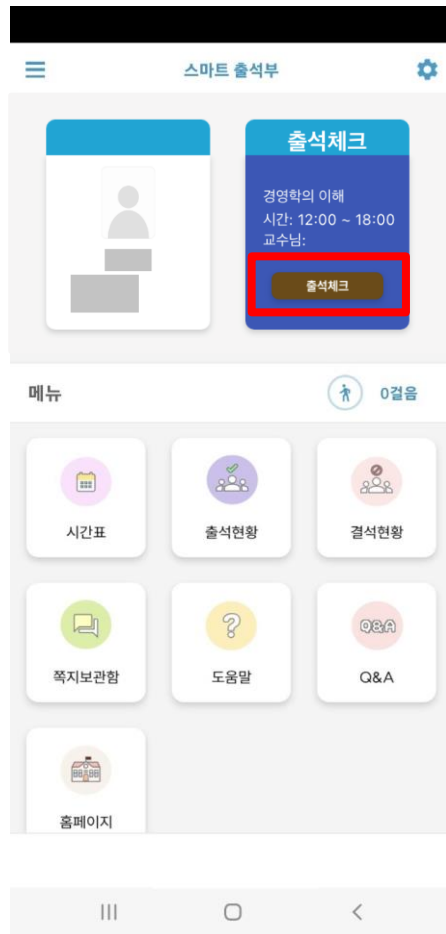 스마트 출석부
출석체크
경영학의 이해
시간: 12:00 ~ 18:00
교수님:
출석체크
메뉴
0걸음
시간표
출석현황
결석현황
쪽지보관함
도움말
Q&A
Q&A
홈페이지